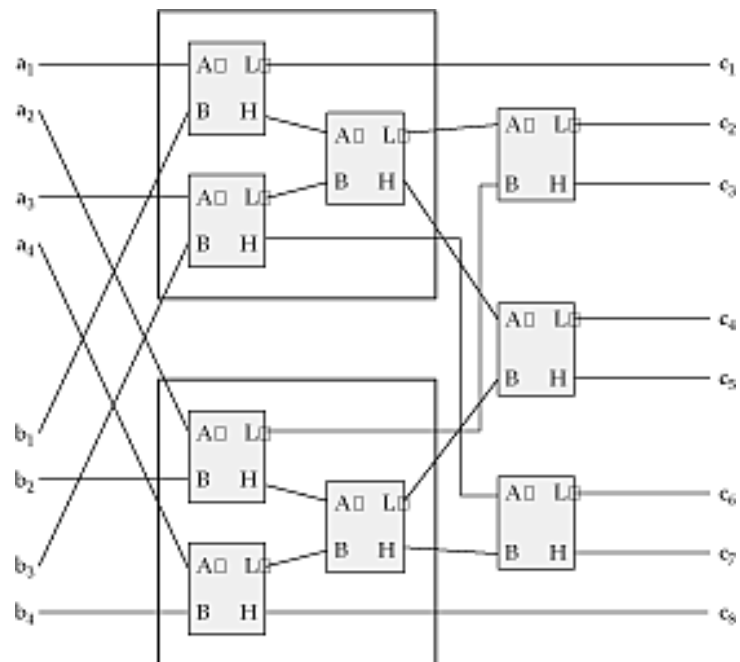 a1 A L c1
a2 B H A L A L c2
a3 A L B H B H c3
a4 B H
A L c4
B H c5
b1 A L
b2 B H A L A L c6
b3 A L B H B H c7
b4 B H c8